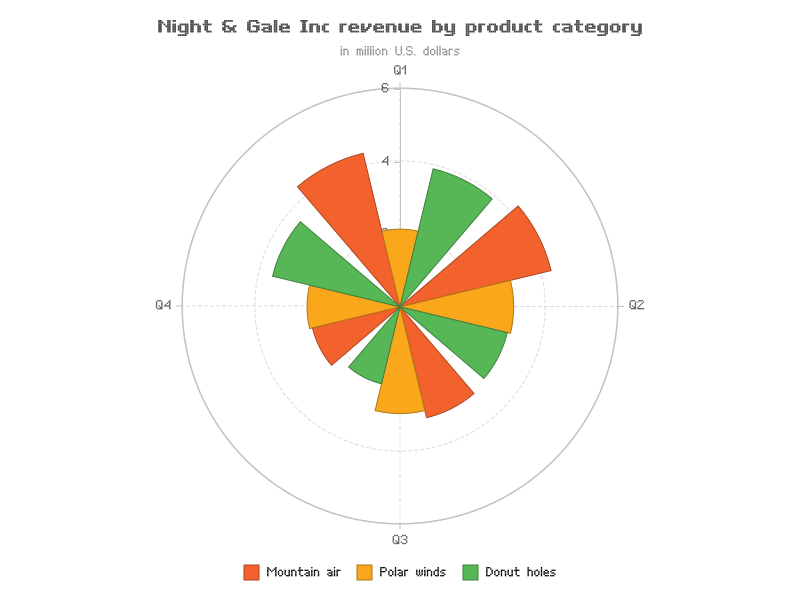 Night & Gale Inc revenue by product category
in million U.S. dollars
Q1
6
4
Q4
Q2
Q3
Mountain air
Polar winds
Donut holes